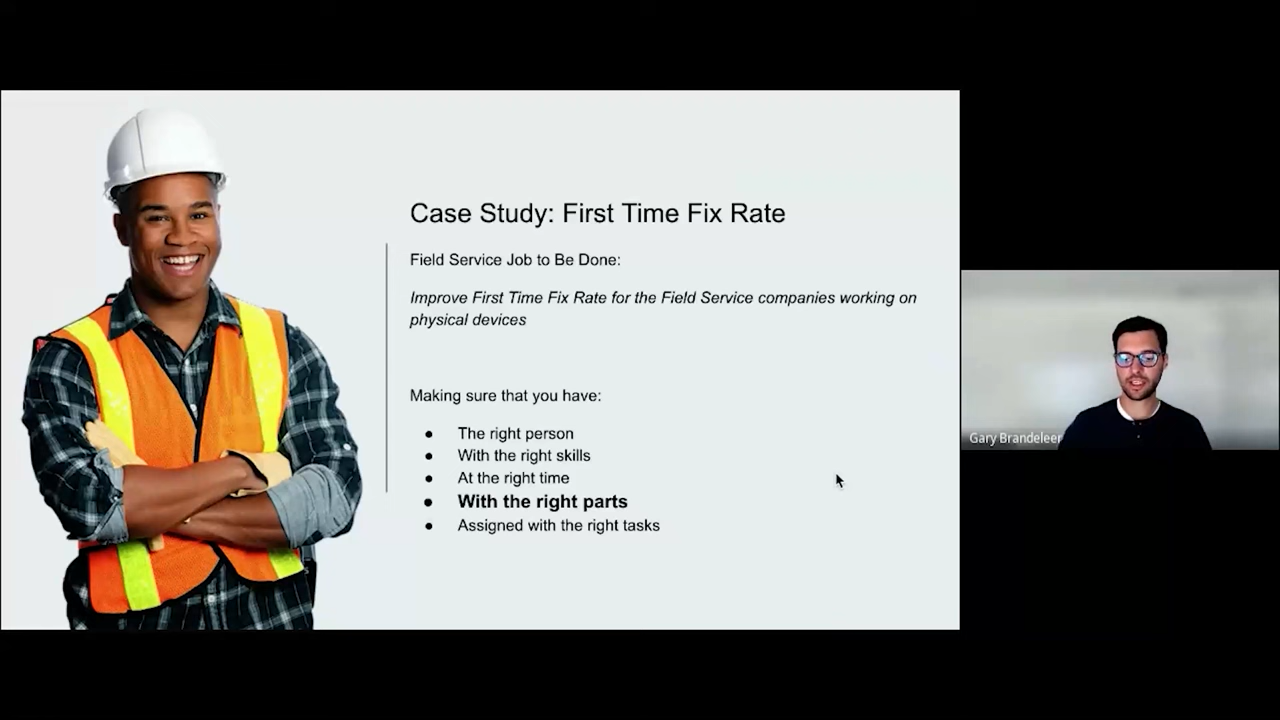 Case Study: First Time Fix Rate
Field Service Job to Be Done:
Improve First Time Fix Rate for the Field Service companies working on
physical devices
Making sure that you have:
● The right person
● With the right skills
● At the right time
● With the right parts
● Assigned with the right tasks
Gary Brandeleer